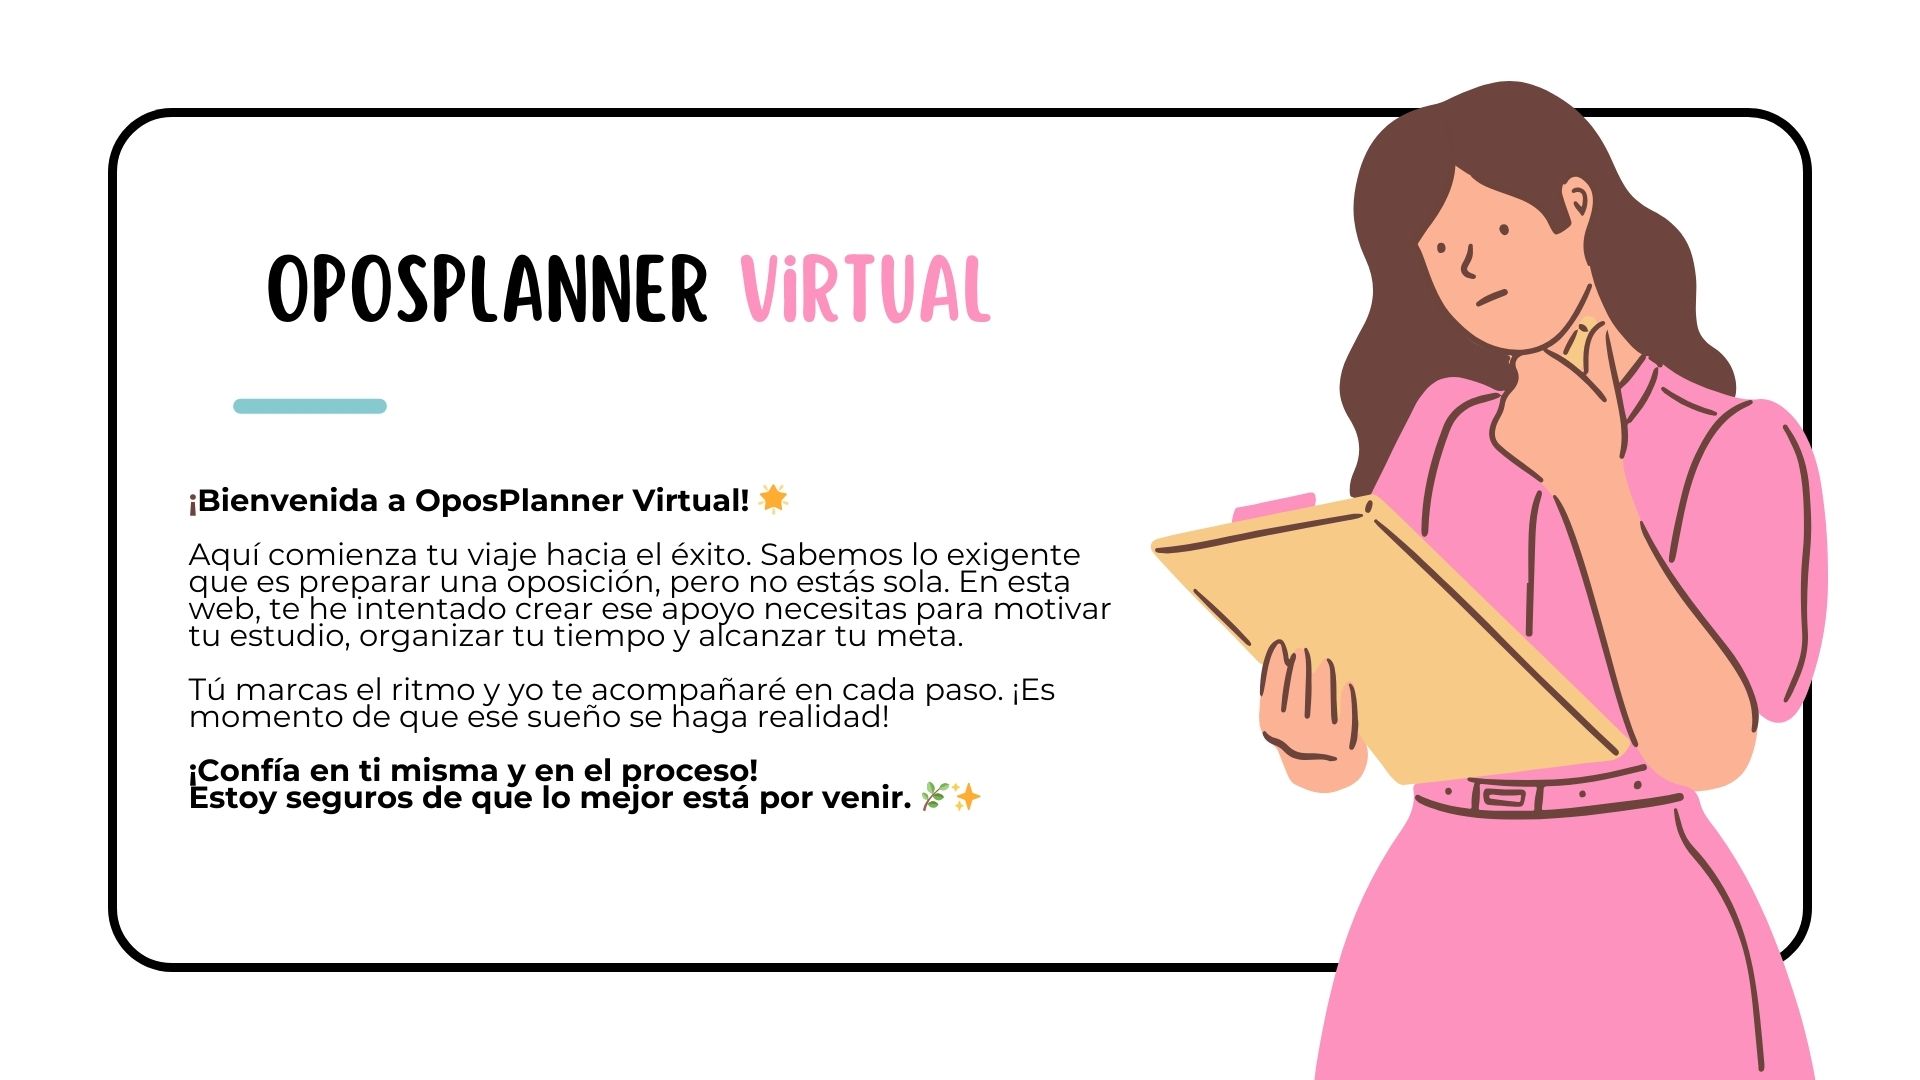 OPOSPLANNER ViRTUAL
¡Bienvenida a OposPlanner Virtual! 🌟
Aquí comienza tu viaje hacia el éxito. Sabemos lo exigente
que es preparar una oposición, pero no estás sola. En esta
web, te he intentado crear ese apoyo necesitas para motivar
tu estudio, organizar tu tiempo y alcanzar tu meta.
Tú marcas el ritmo y yo te acompañaré en cada paso. ¡Es
momento de que ese sueño se haga realidad!
¡Confía en ti misma y en el proceso!
Estoy seguros de que lo mejor está por venir. 🌿✨